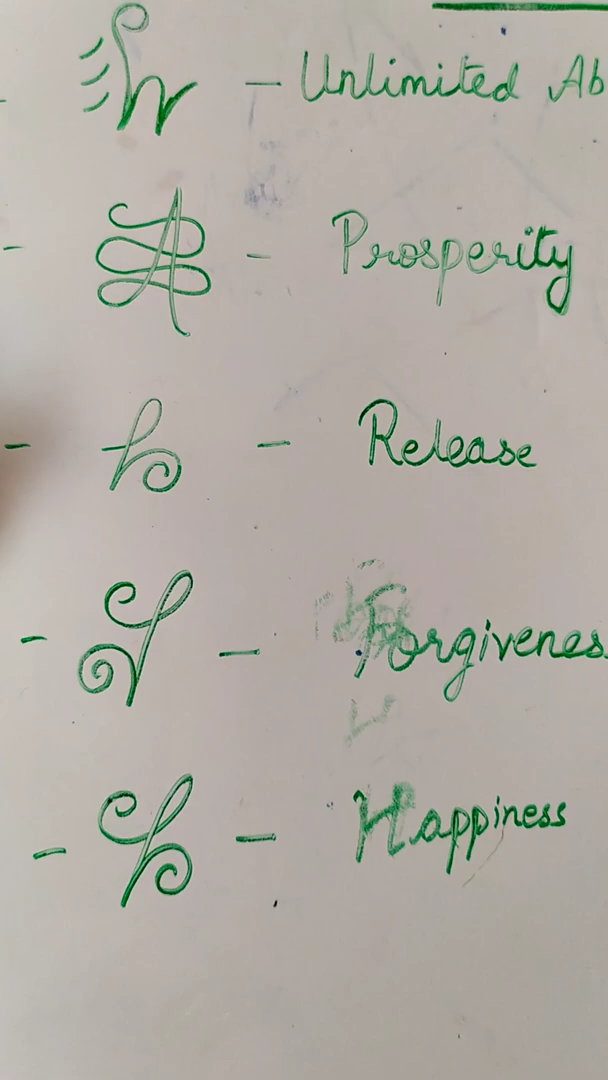 - Unlimited Ab
- - Prosperity
- - Release
- - Forgivenes
- - Happiness